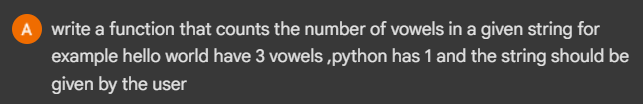 A write a function that counts the number of vowels in a given string for
example hello world have 3 vowels ,python has 1 and the string should be
given by the user